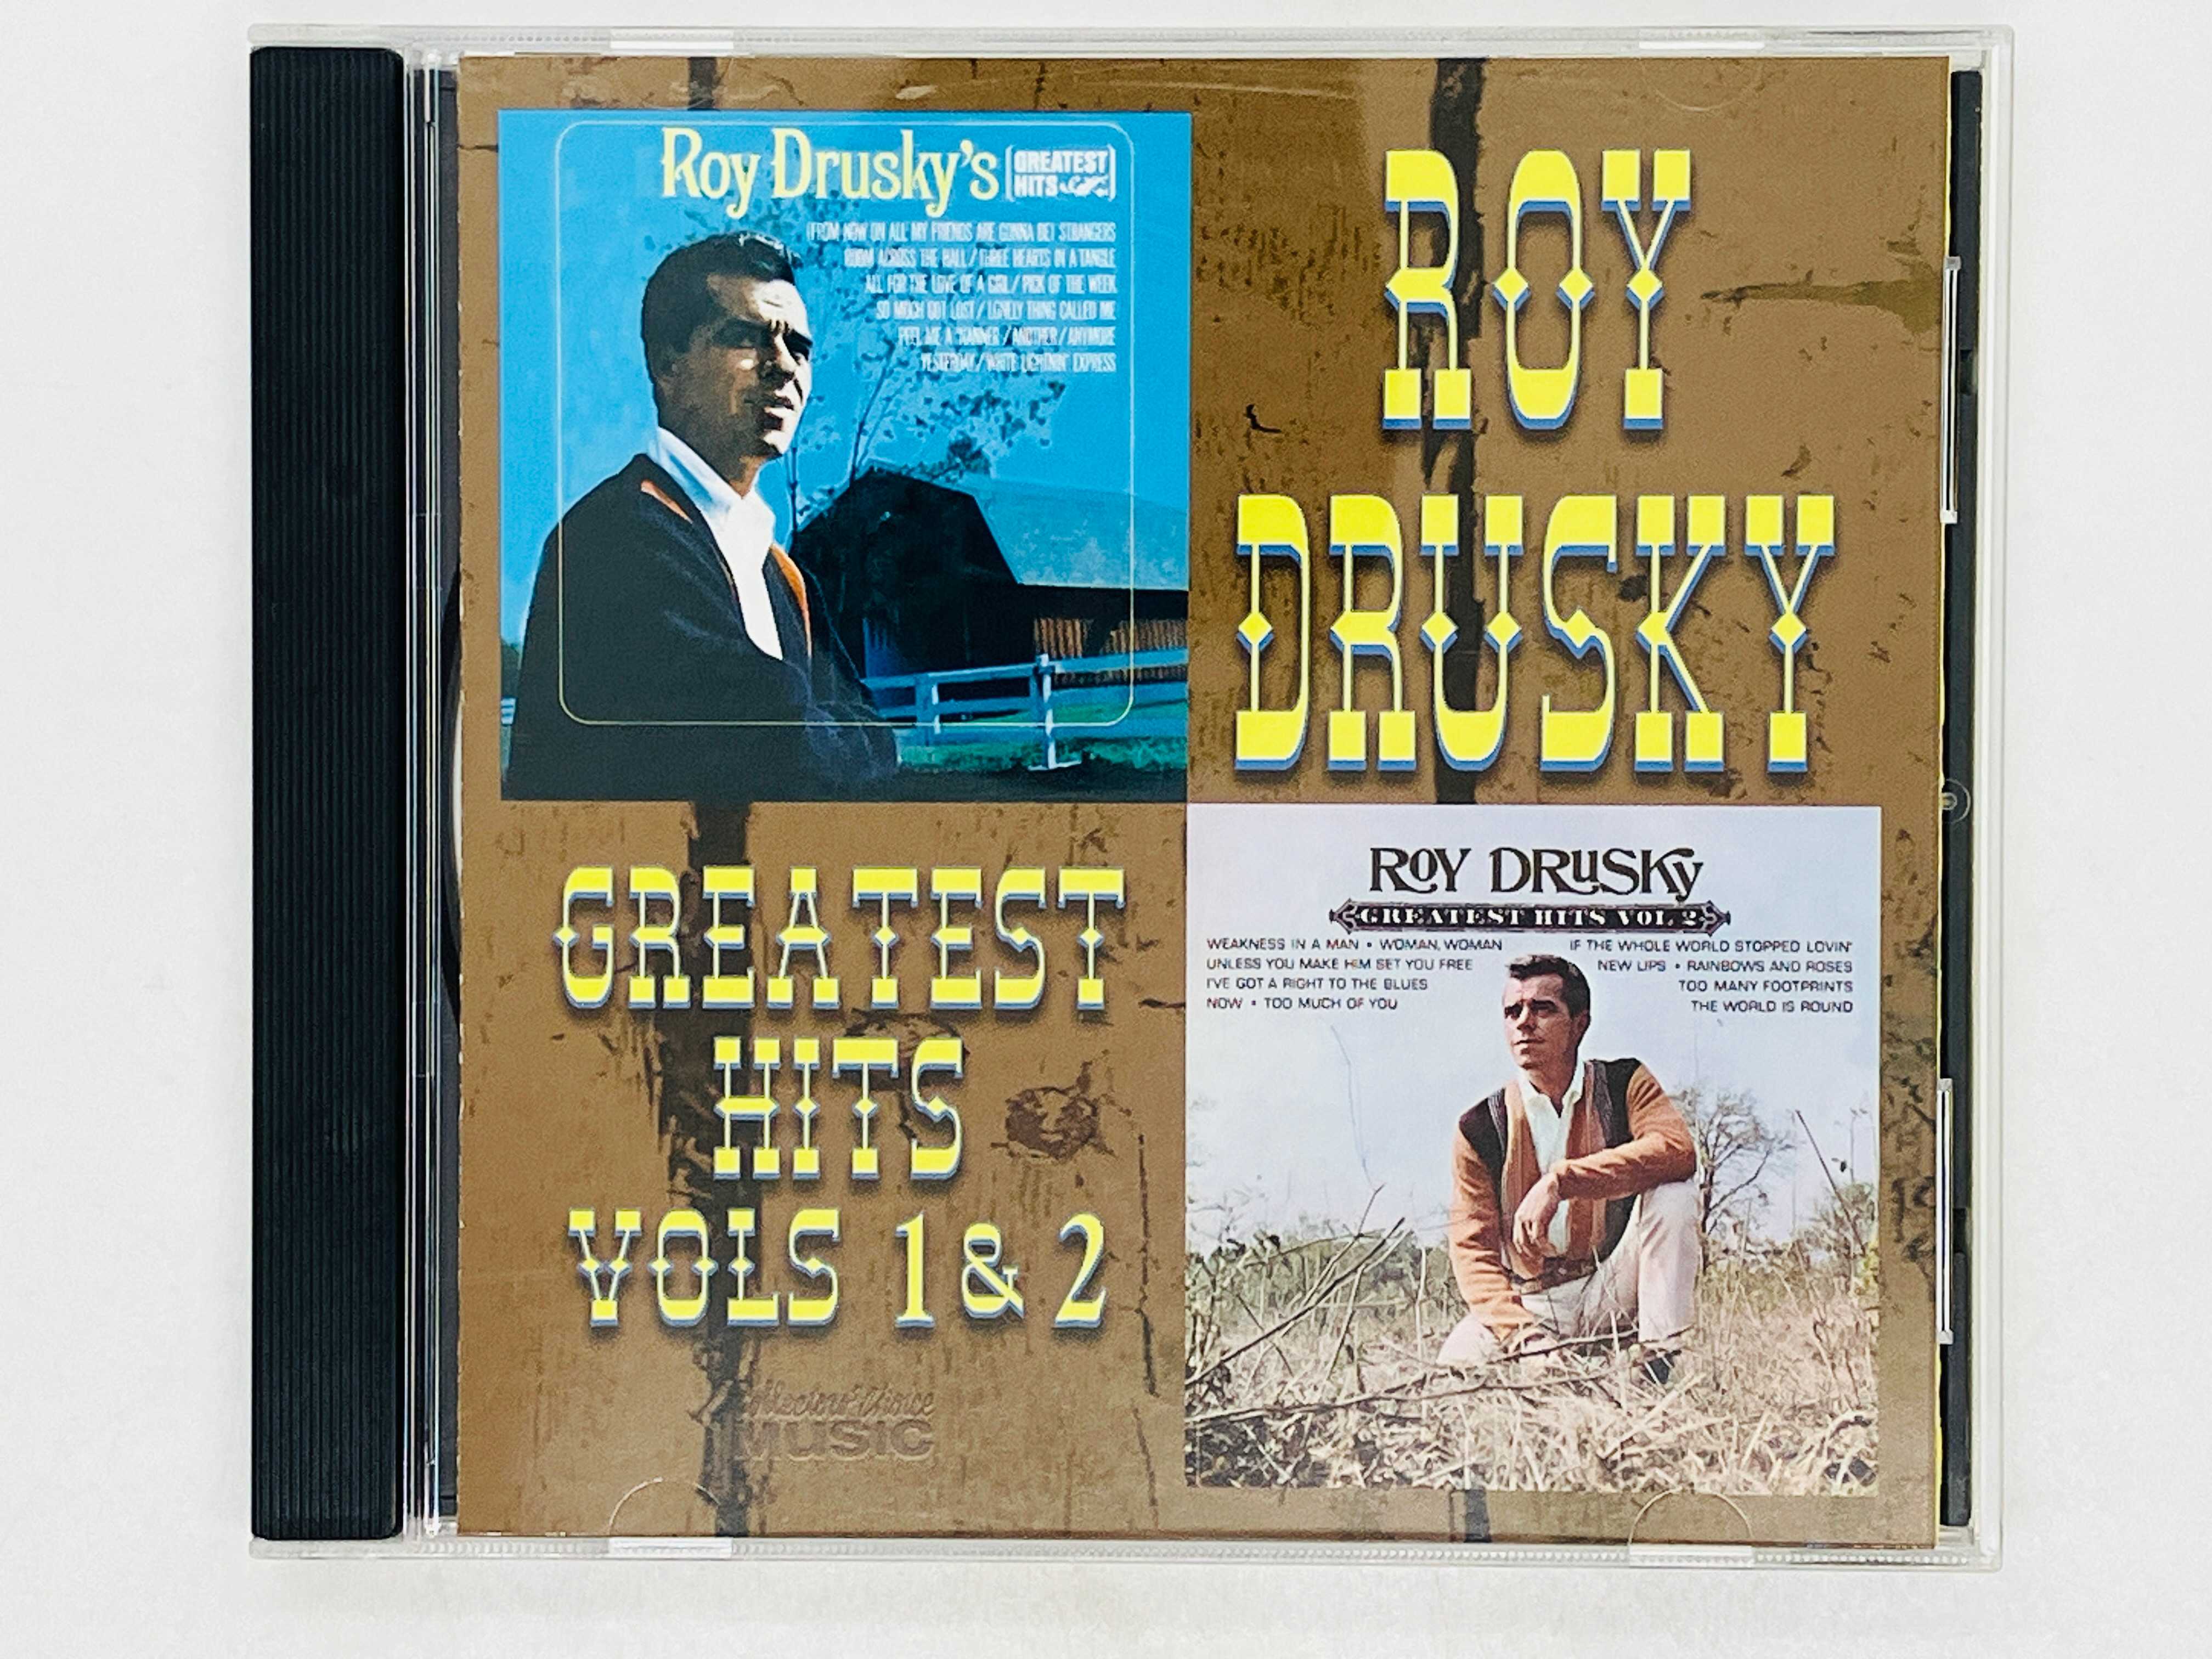 Roy Drusky's GREATEST HITS
(FROM NOW ON ALL MY FRIENDS ARE GONNA BE) STRANGERS
ROOM ACROSS THE HALL / THREE HEARTS IN A TANGLE
ALL FOR THE LOVE OF A GIRL / PICK OF THE WEEK
SO MUCH GOT LOST / LONELY THING CALLED ME
PEEL ME A 'NANNER / ANOTHER / ANYMORE
YESTERDAY / WHITE LIGHTNIN' EXPRESS
ROY
DRUSKY
GREATEST
HITS
VOLS 1 & 2
Collectors' Choice
MUSIC
ROY DRUSKY
GREATEST HITS VOL. 2
WEAKNESS IN A MAN • WOMAN, WOMAN
UNLESS YOU MAKE HIM SET YOU FREE
I'VE GOT A RIGHT TO THE BLUES
NOW • TOO MUCH OF YOU
IF THE WHOLE WORLD STOPPED LOVIN'
NEW LIPS • RAINBOWS AND ROSES
TOO MANY FOOTPRINTS
THE WORLD IS ROUND